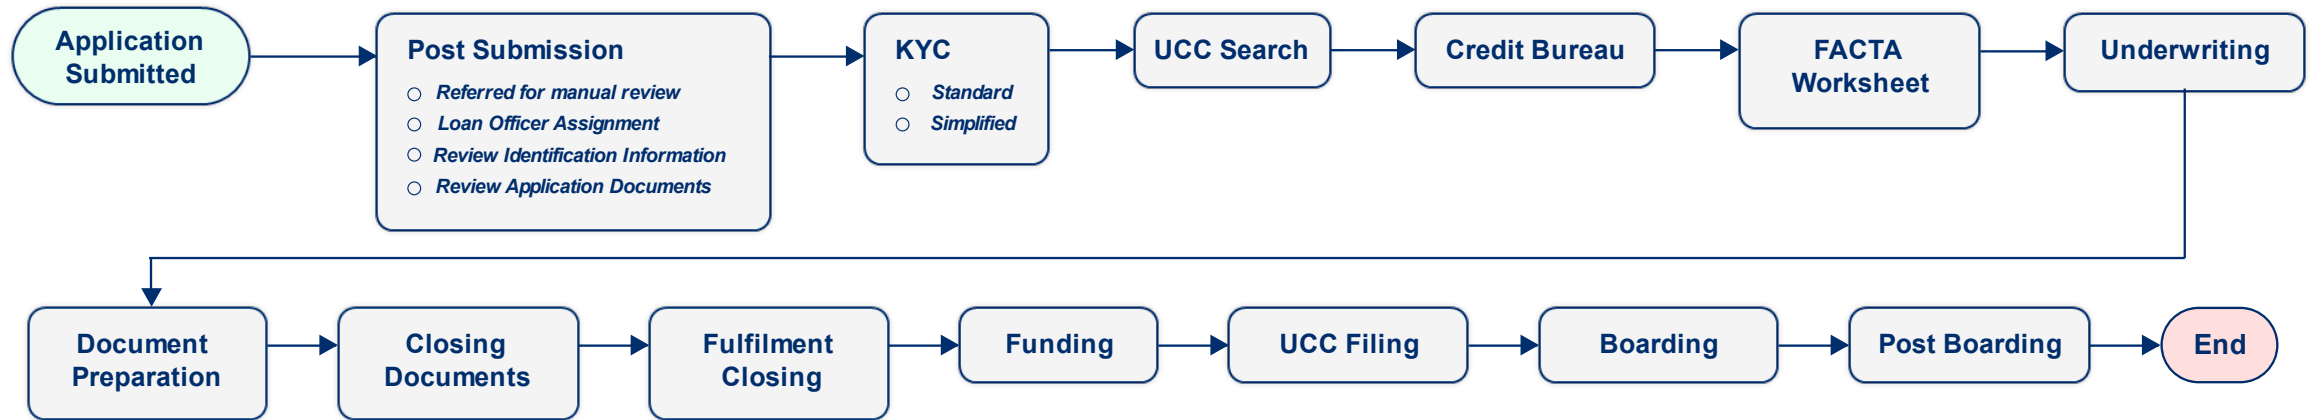 Application
Submitted
Post Submission
Referred for manual review
Loan Officer Assignment
Review Identification Information
Review Application Documents
KYC
Standard
Simplified
UCC Search
Credit Bureau
FACTA
Worksheet
Underwriting
Document
Preparation
Closing
Documents
Fulfilment
Closing
Funding
UCC Filing
Boarding
Post Boarding
End